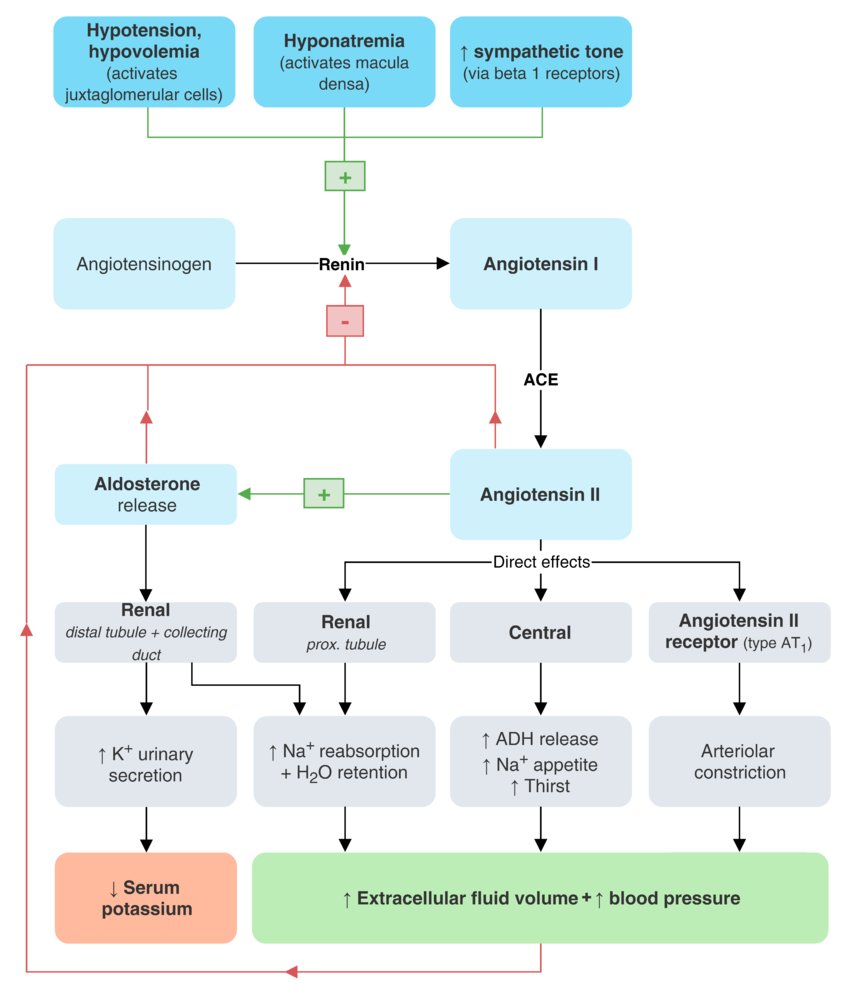 Hypotension,
hypovolemia
(activates
juxtaglomerular cells)
Hyponatremia
(activates macula
densa)
↑ sympathetic tone
(via beta 1 receptors)
+
Angiotensinogen
Renin
Angiotensin I
-
ACE
Aldosterone
release
+
Angiotensin II
Direct effects
Renal
distal tubule + collecting
duct
Renal
prox. tubule
Central
Angiotensin II
receptor (type AT₁)
↑ K⁺ urinary
secretion
↑ Na⁺ reabsorption
+ H₂O retention
↑ ADH release
↑ Na⁺ appetite
↑ Thirst
Arteriolar
constriction
↓ Serum
potassium
↑ Extracellular fluid volume + ↑ blood pressure